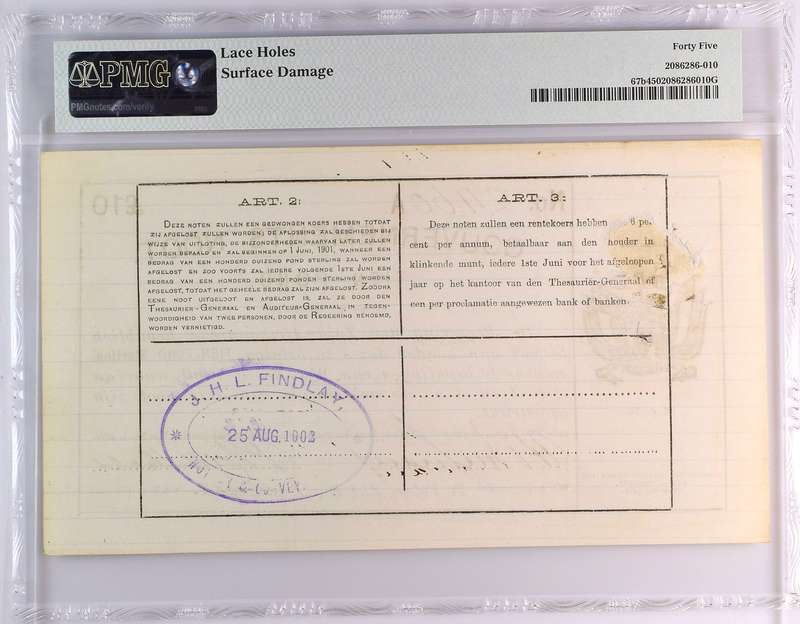 PMG
PMGnotes.com/verify
Lace Holes
Surface Damage
Forty Five
2086286-010
67b4502086286010G
£10
ART. 2:
Deze noten zullen een gedwongen koers hebben totdat
zij afgelost zullen worden; de aflossing zal geschieden bij
wijze van uitloting, de bijzonderheden waarvan later zullen
worden bepaald en zal beginnen op 1 Juni, 1901, wanneer een
bedrag van een honderd duizend pond sterling zal worden
afgelost en zoo voorts zal iedere volgende 1ste Juni een
bedrag van een honderd duizend ponden sterling worden
afgelost, totdat het geheele bedrag zal zijn afgelost. Zoodra
eene noot uitgeloot en afgelost is, zal ze door den
Thesaurier-Generaal en Auditeur-Generaal in tegen-
woordigheid van twee personen, door de Regeering benoemd,
worden vernietigd.
ART. 3:
Deze noten zullen een rentekoers hebben 6 per
cent per annum, betaalbaar aan den houder in
klinkende munt, iedere 1ste Juni voor het afgeloopen
jaar op het kantoor van den Thesaurier-Generaal of
een per proclamatie aangewezen bank of banken.
J. H. L. FINDLAY,
25 AUG. 1903